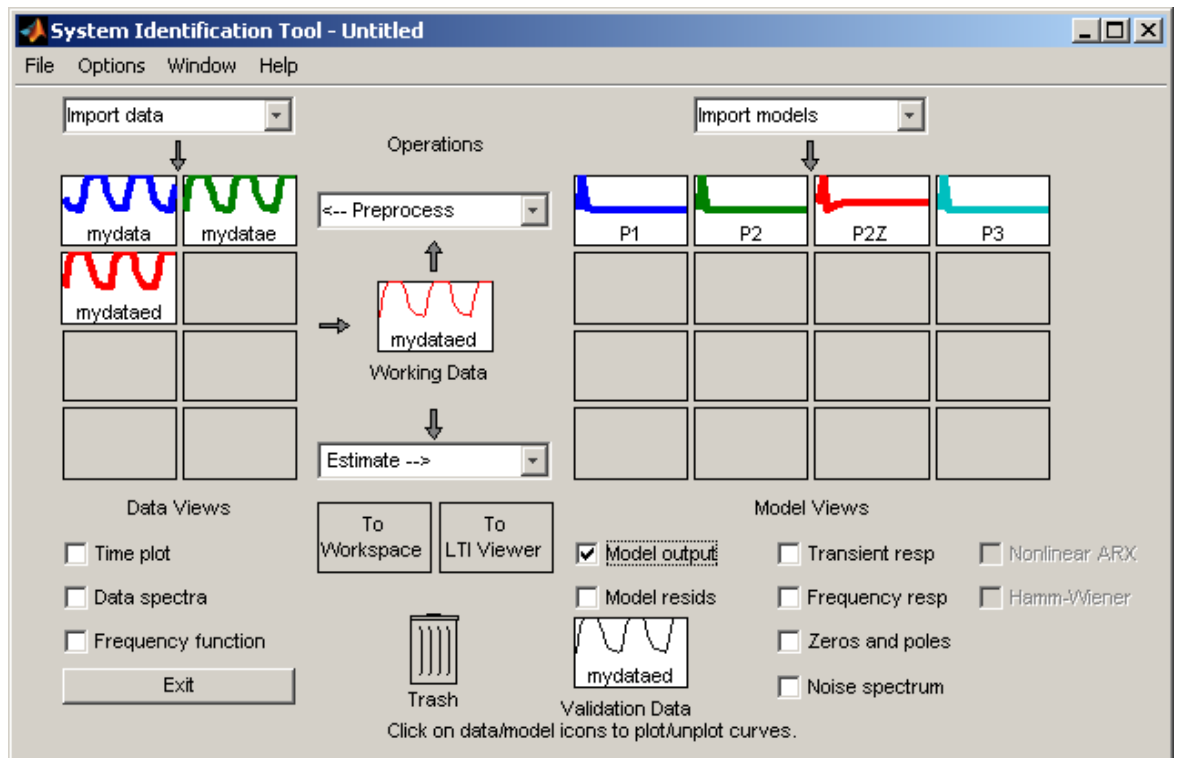 System Identification Tool - Untitled
File Options Window Help
Import data
Import models
Operations
mydata
mydatae
<-- Preprocess
P1
P2
P2Z
P3
mydataed
mydataed
Working Data
Estimate -->
Data Views
Model Views
To Workspace
To LTI Viewer
Time plot
Model output
Transient resp
Nonlinear ARX
Data spectra
Model resids
Frequency resp
Hamm-Wiener
Frequency function
Zeros and poles
mydataed
Exit
Trash
Noise spectrum
Validation Data
Click on data/model icons to plot/unplot curves.